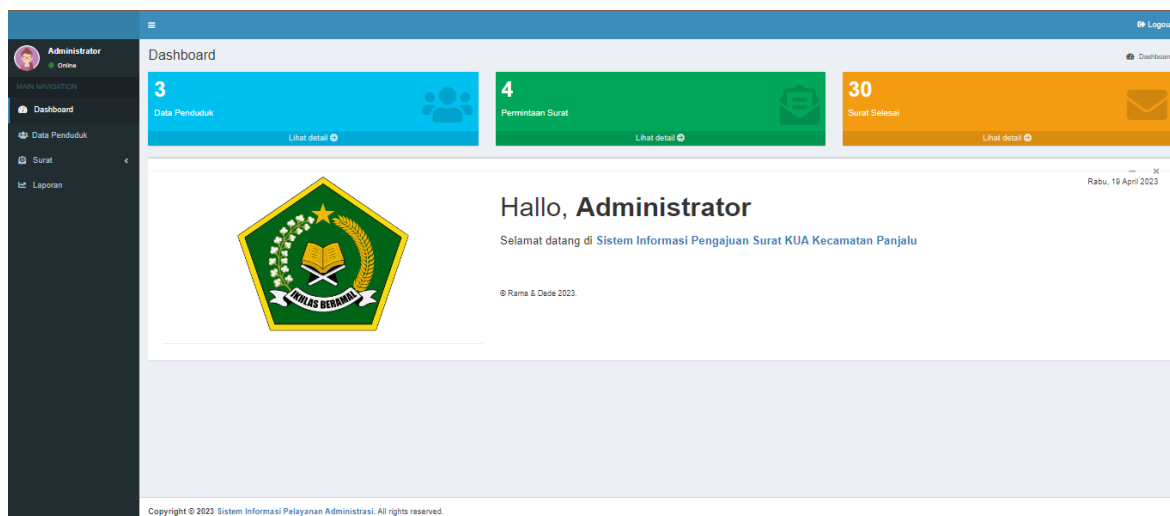 Logou
Administrator
Online
MAIN NAVIGATION
Dashboard
Data Penduduk
Surat
Laporan
Dashboard
Dashboar
3
Data Penduduk
Lihat detail
4
Permintaan Surat
Lihat detail
30
Surat Selesai
Lihat detail
Rabu, 19 April 2023
IKHLAS BERAMAL
Hallo, Administrator
Selamat datang di Sistem Informasi Pengajuan Surat KUA Kecamatan Panjalu
© Rama & Dede 2023.
Copyright © 2023 Sistem Informasi Pelayanan Administrasi. All rights reserved.